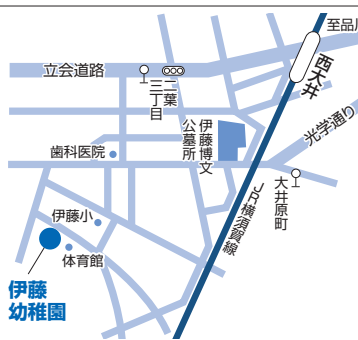 至品川
西大井
立会道路
二葉
三丁目
伊藤博文
公墓所
光学通り
歯科医院
大井原町
JR横須賀線
伊藤小
体育館
伊藤
幼稚園